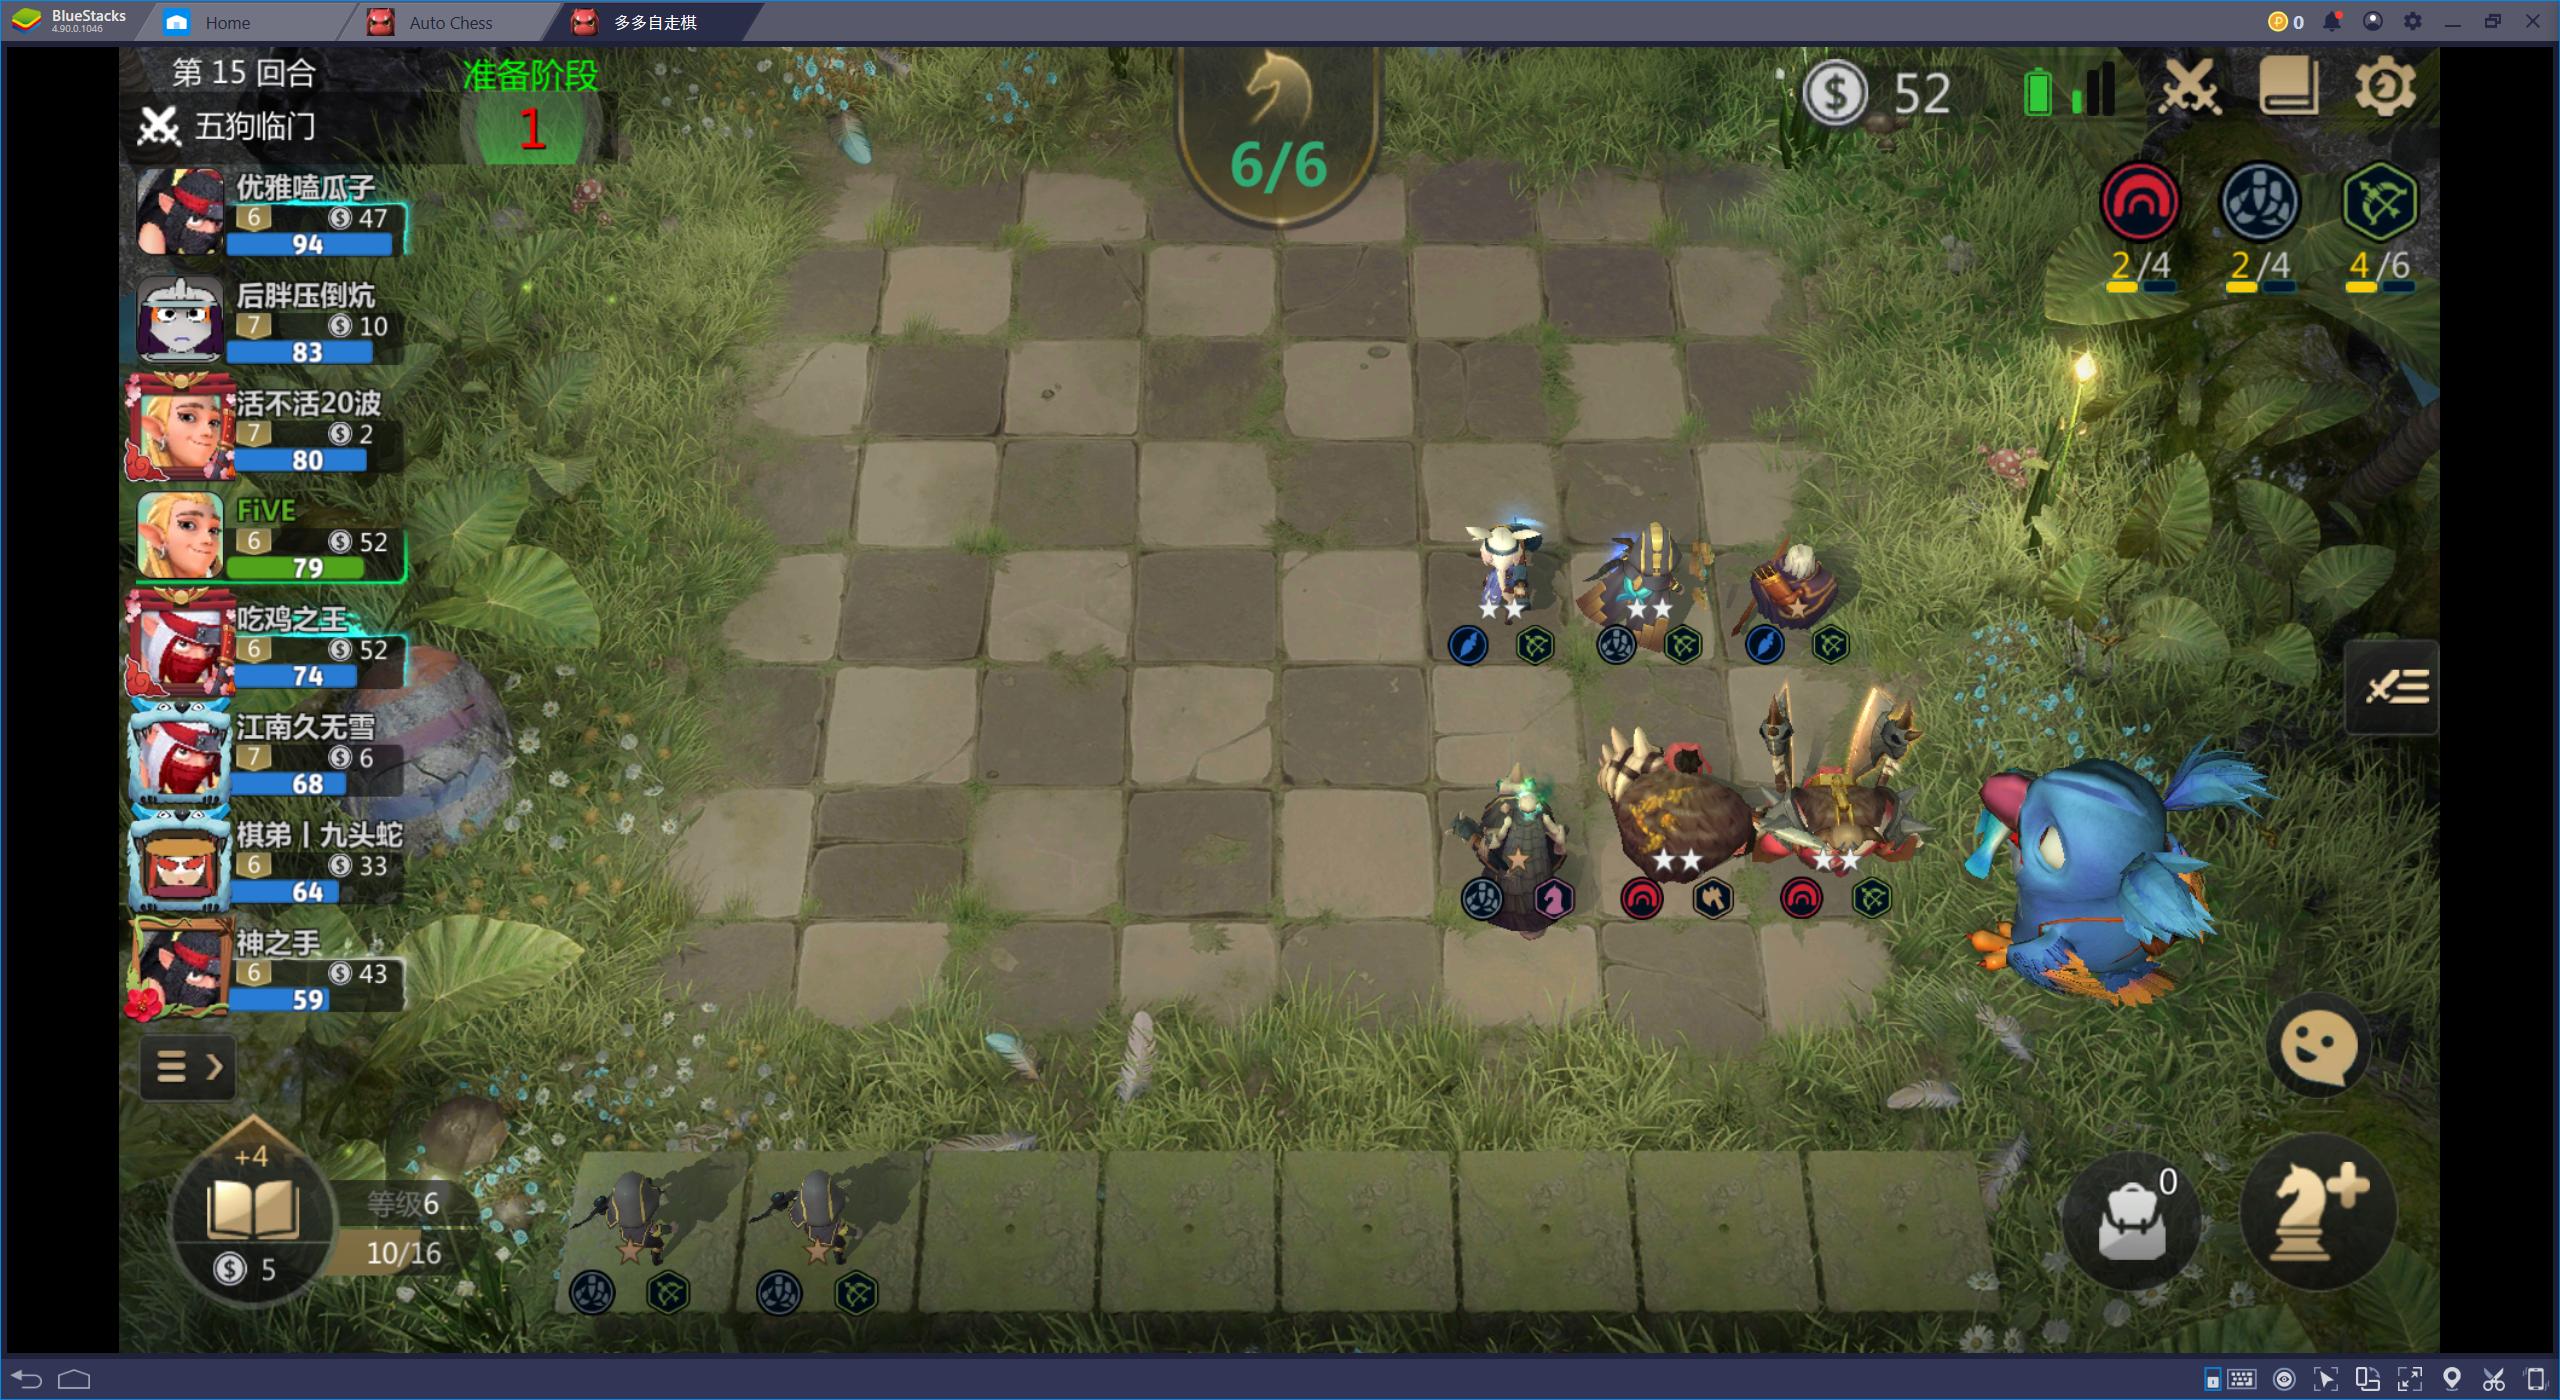 BlueStacks
4.90.0.1046
Home
Auto Chess
多多自走棋
0
第 15 回合
准备阶段
五狗临门
1
6/6
52
2/4
2/4
4/6
优雅嗑瓜子
6
47
94
后胖压倒炕
7
10
83
活不活20波
7
2
80
FiVE
6
52
79
吃鸡之王
6
52
74
江南久无雪
7
6
68
棋弟丨九头蛇
6
33
64
神之手
6
43
59
+4
等级6
10/16
5
0